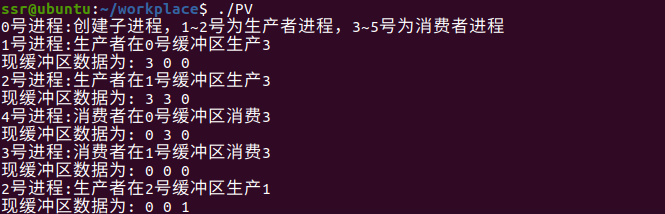 ssr@ubuntu:~/workplace$ ./PV
0号进程:创建子进程，1~2号为生产者进程，3~5号为消费者进程
1号进程:生产者在0号缓冲区生产3
现缓冲区数据为: 3 0 0
2号进程:生产者在1号缓冲区生产3
现缓冲区数据为: 3 3 0
4号进程:消费者在0号缓冲区消费3
现缓冲区数据为: 0 3 0
3号进程:消费者在1号缓冲区消费3
现缓冲区数据为: 0 0 0
2号进程:生产者在2号缓冲区生产1
现缓冲区数据为: 0 0 1